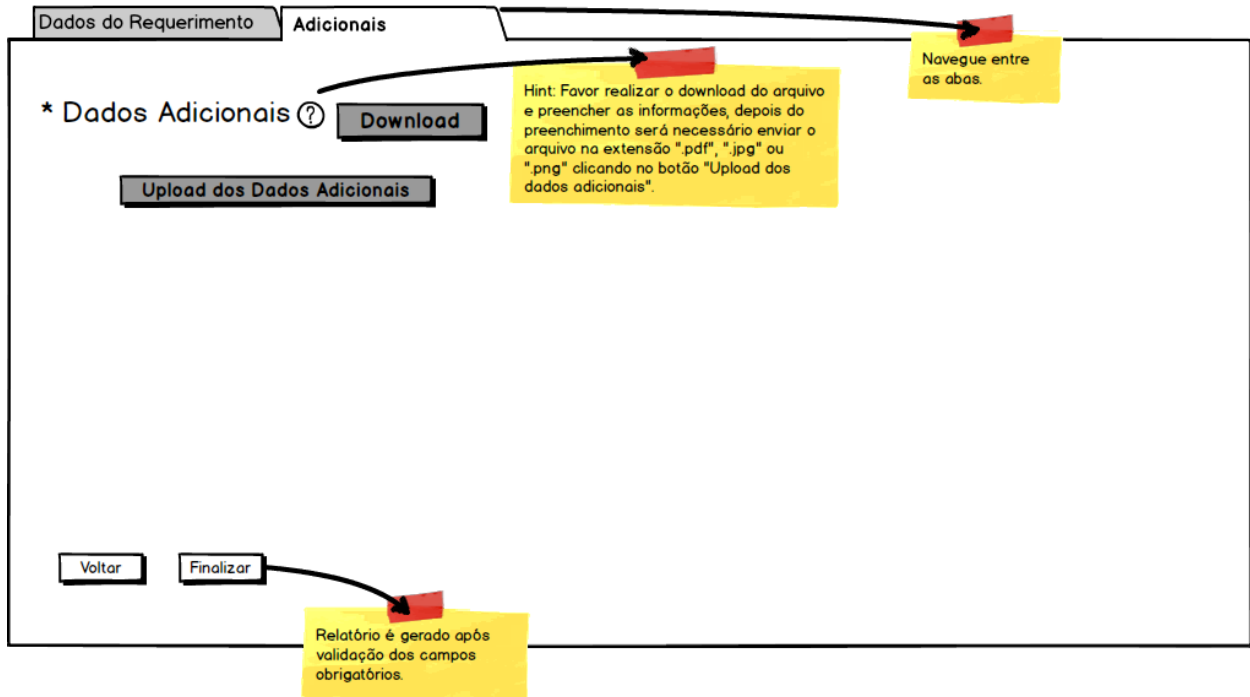 Dados do Requerimento
Adicionais
Navegue entre
as abas.
* Dados Adicionais ?
Download
Hint: Favor realizar o download do arquivo
e preencher as informações, depois do
preenchimento será necessário enviar o
arquivo na extensão ".pdf", ".jpg" ou
".png" clicando no botão "Upload dos
dados adicionais".
Upload dos Dados Adicionais
Voltar
Finalizar
Relatório é gerado após
validação dos campos
obrigatórios.